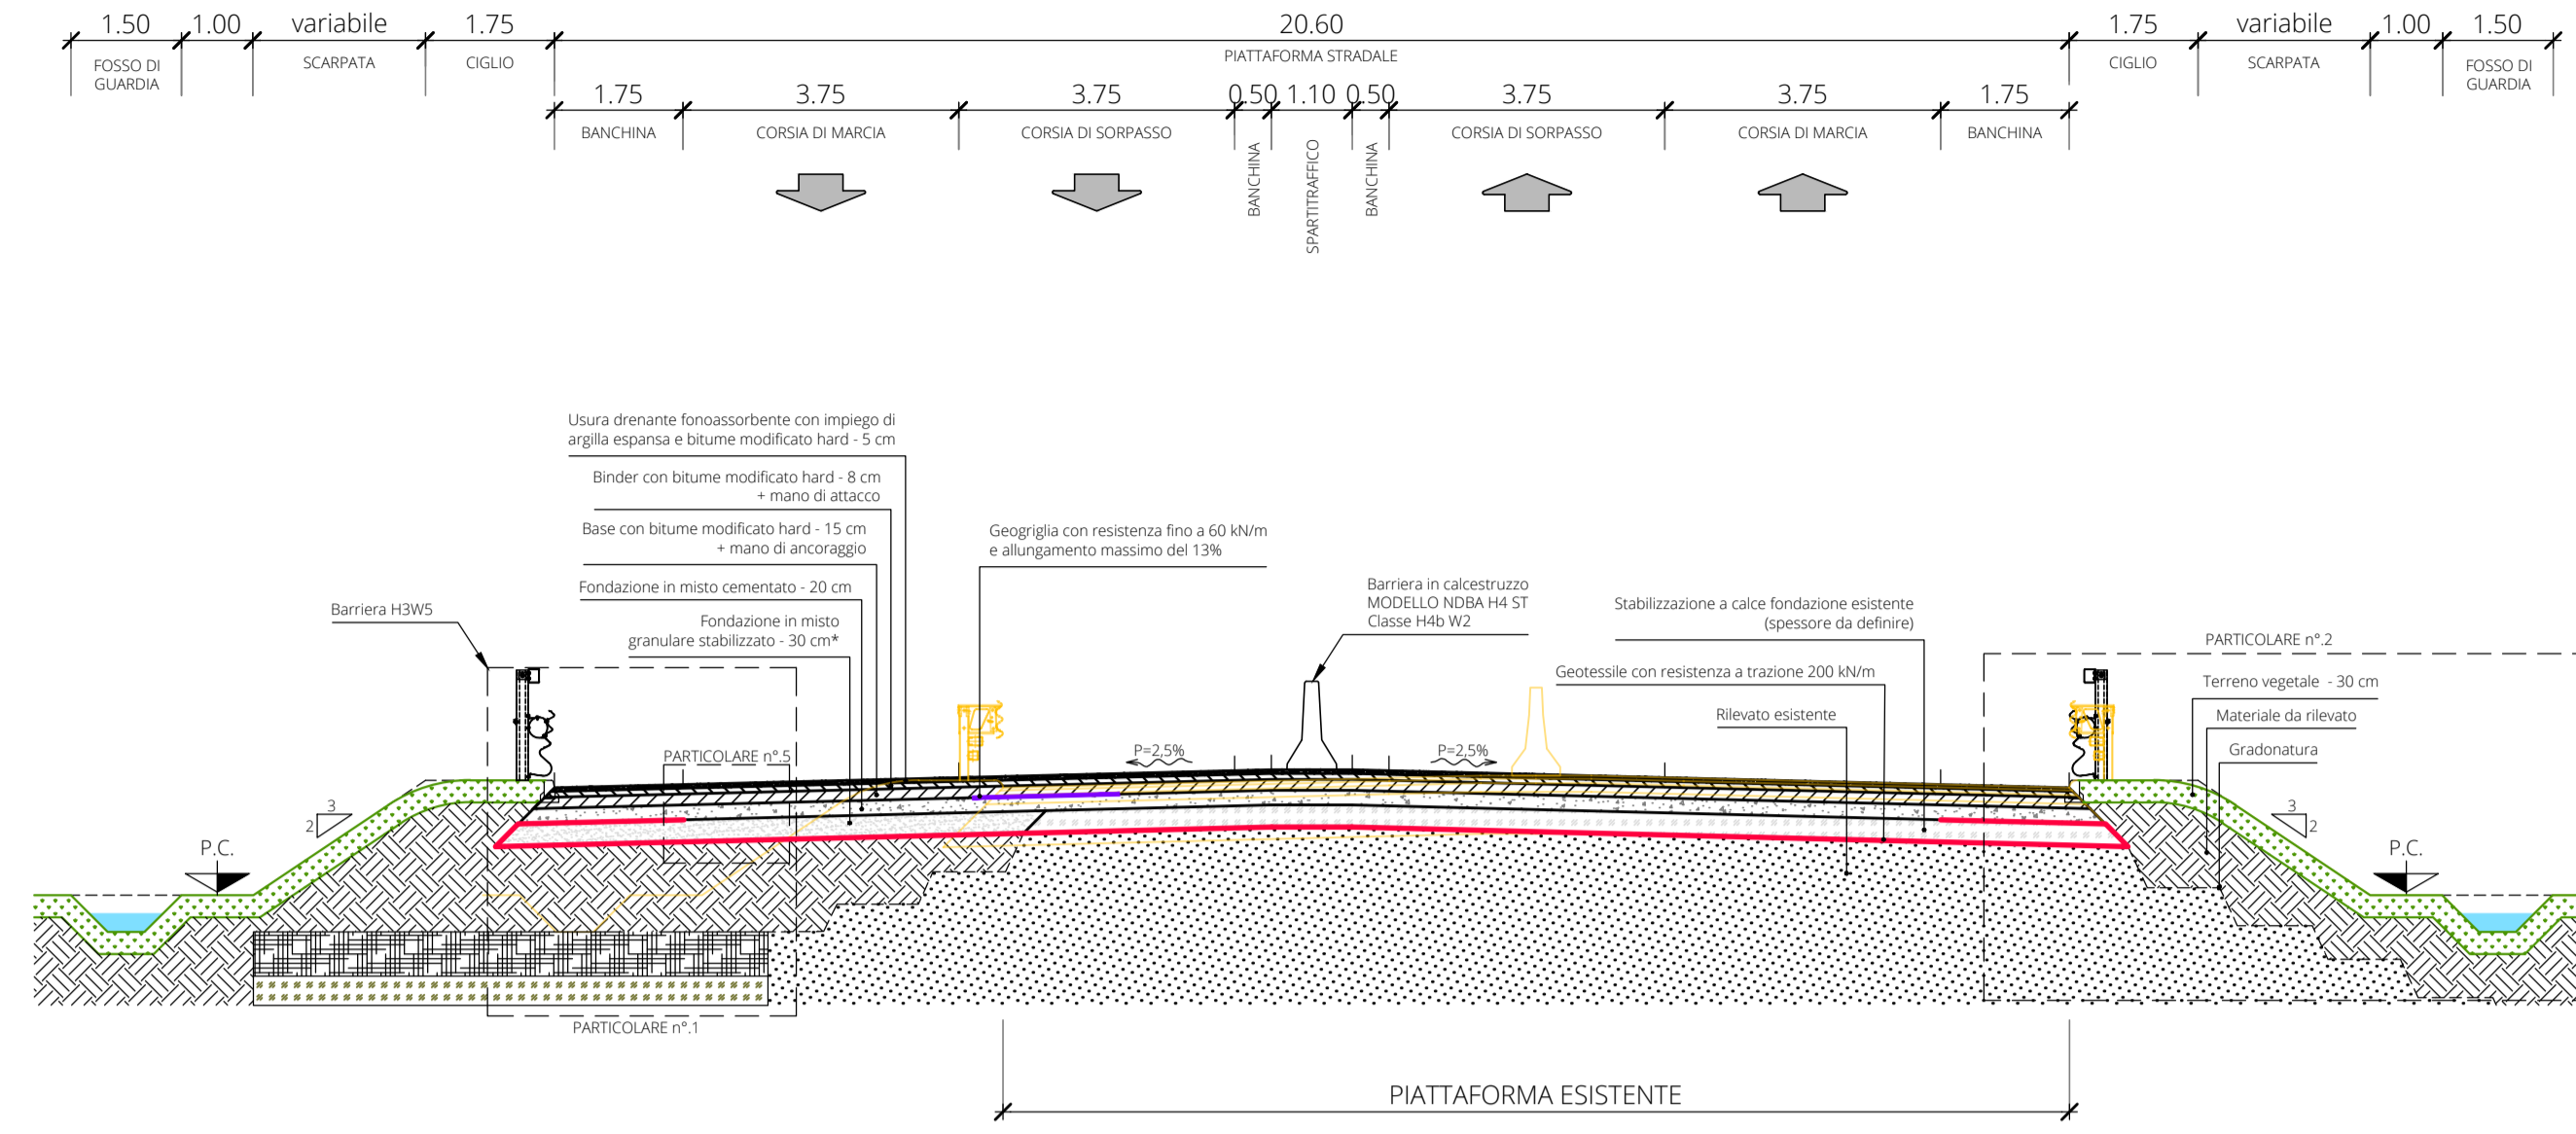 1.50 1.00 variabile 1.75 20.60 1.75 variabile 1.00 1.50
FOSSO DI
GUARDIA
SCARPATA
CIGLIO
PIATTAFORMA STRADALE
CIGLIO
SCARPATA
FOSSO DI
GUARDIA
1.75 3.75 3.75 0.50 1.10 0.50 3.75 3.75 1.75
BANCHINA
CORSIA DI MARCIA
CORSIA DI SORPASSO
BANCHINA
SPARTITRAFFICO
BANCHINA
CORSIA DI SORPASSO
CORSIA DI MARCIA
BANCHINA
Usura drenante fonoassorbente con impiego di
argilla espansa e bitume modificato hard - 5 cm
Binder con bitume modificato hard - 8 cm
+ mano di attacco
Base con bitume modificato hard - 15 cm
+ mano di ancoraggio
Fondazione in misto cementato - 20 cm
Fondazione in misto
granulare stabilizzato - 30 cm*
Barriera H3W5
Geogriglia con resistenza fino a 60 kN/m
e allungamento massimo del 13%
Barriera in calcestruzzo
MODELLO NDBA H4 ST
Classe H4b W2
Stabilizzazione a calce fondazione esistente
(spessore da definire)
Geotessile con resistenza a trazione 200 kN/m
Rilevato esistente
PARTICOLARE n°.2
Terreno vegetale - 30 cm
Materiale da rilevato
Gradonatura
PARTICOLARE n°.5
P=2,5%
P=2,5%
3
2
3
2
P.C.
P.C.
PARTICOLARE n°.1
PIATTAFORMA ESISTENTE